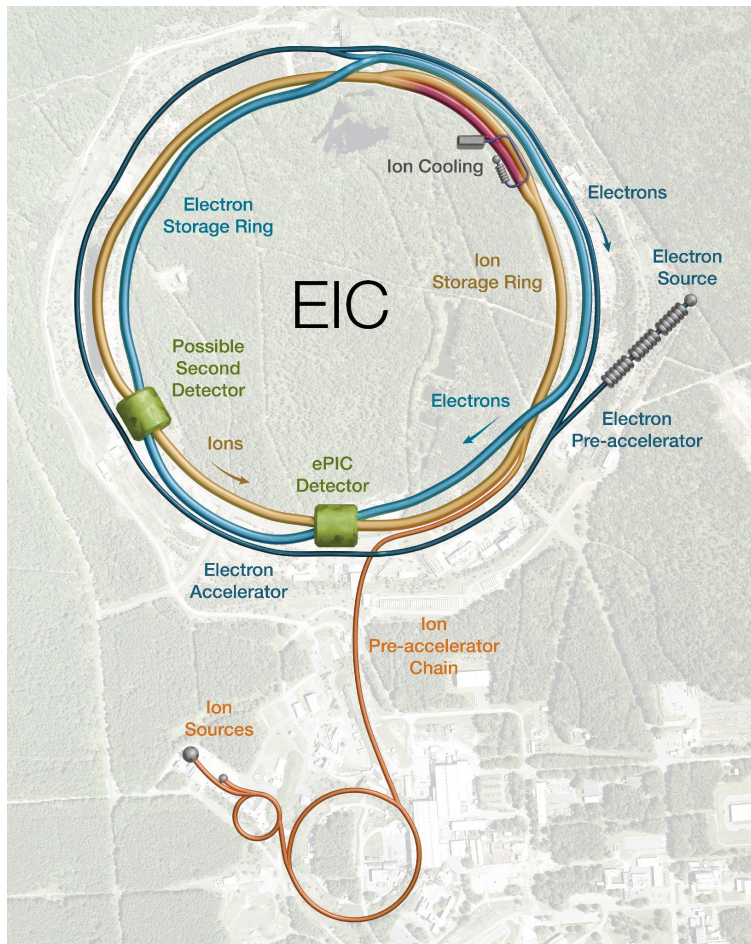 Ion Cooling
Electrons
Electron
Storage Ring
Electron
Source
Ion
Storage Ring
EIC
Possible
Second
Detector
Electrons
Electron
Pre-accelerator
Ions
ePIC
Detector
Electron
Accelerator
Ion
Pre-accelerator
Chain
Ion
Sources